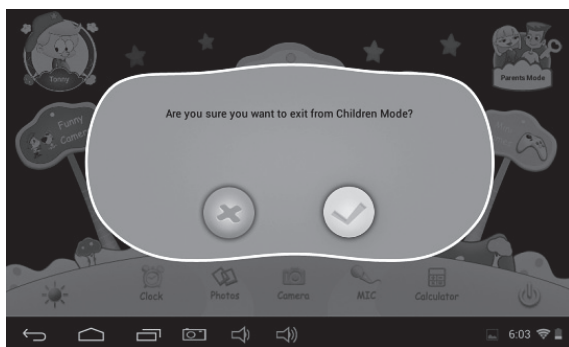 Tonny
Parents Mode
Are you sure you want to exit from Children Mode?
Funny
Camera
Clock
Photos
Camera
MIC
Calculator
6:03